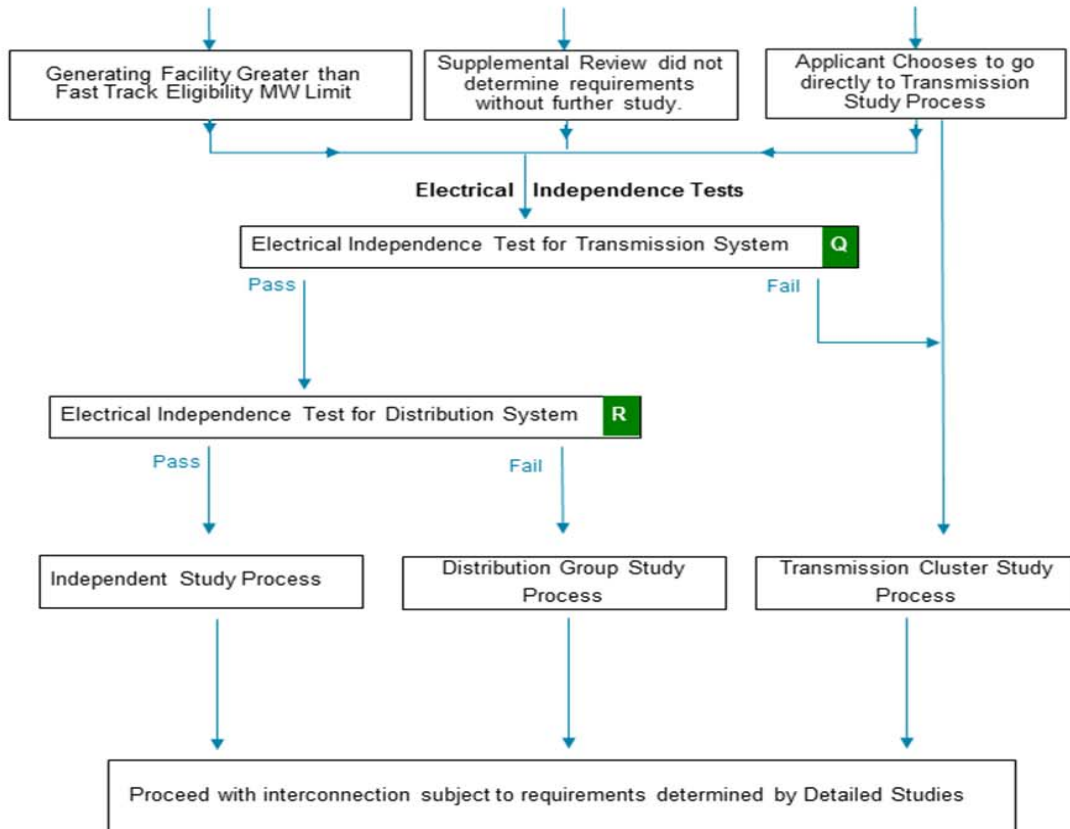 Generating Facility Greater than
Fast Track Eligibility MW Limit
Supplemental Review did not
determine requirements
without further study.
Applicant Chooses to go
directly to Transmission
Study Process
Electrical Independence Tests
Electrical Independence Test for Transmission System Q
Pass
Fail
Electrical Independence Test for Distribution System R
Pass
Fail
Independent Study Process
Distribution Group Study
Process
Transmission Cluster Study
Process
Proceed with interconnection subject to requirements determined by Detailed Studies